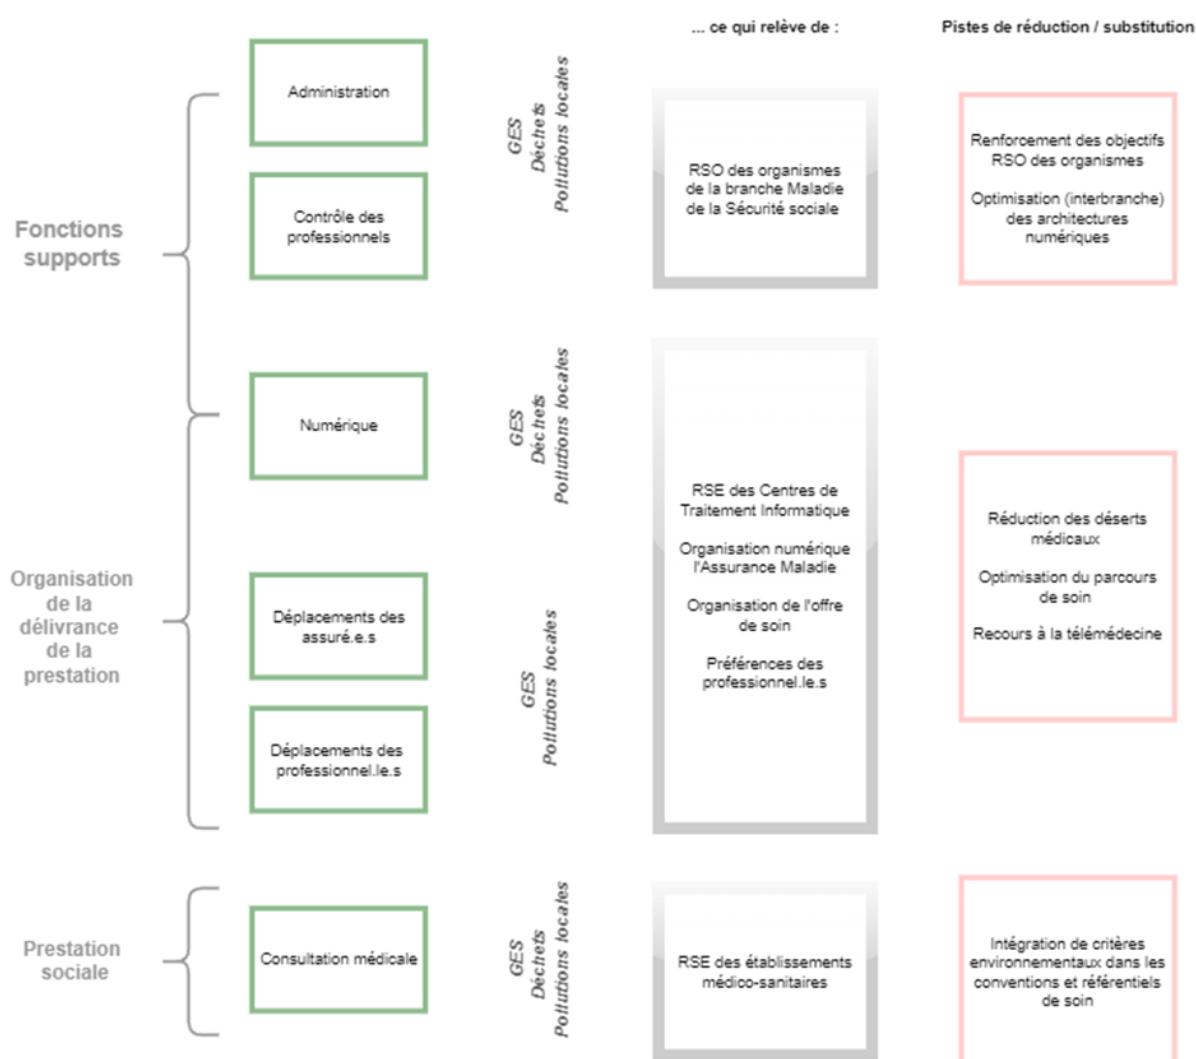 ... ce qui relève de :
Pistes de réduction / substitution
Fonctions
supports
Administration
Contrôle des
professionnels
GES
Déchets
Pollutions locales
RSO des organismes
de la branche Maladie
de la Sécurité sociale
Renforcement des objectifs
RSO des organismes
Optimisation (interbranche)
des architectures
numériques
Numérique
GES
Déchets
Pollutions locales
Organisation
de la
délivrance
de la
prestation
Déplacements des
assuré.e.s
Déplacements des
professionnel.le.s
GES
Pollutions locales
RSE des Centres de
Traitement Informatique
Organisation numérique
l'Assurance Maladie
Organisation de l'offre
de soin
Préférences des
professionnel.le.s
Réduction des déserts
médicaux
Optimisation du parcours
de soin
Recours à la télémédecine
Prestation
sociale
Consultation médicale
GES
Déchets
Pollutions locales
RSE des établissements
médico-sanitaires
Intégration de critères
environnementaux dans les
conventions et référentiels
de soin